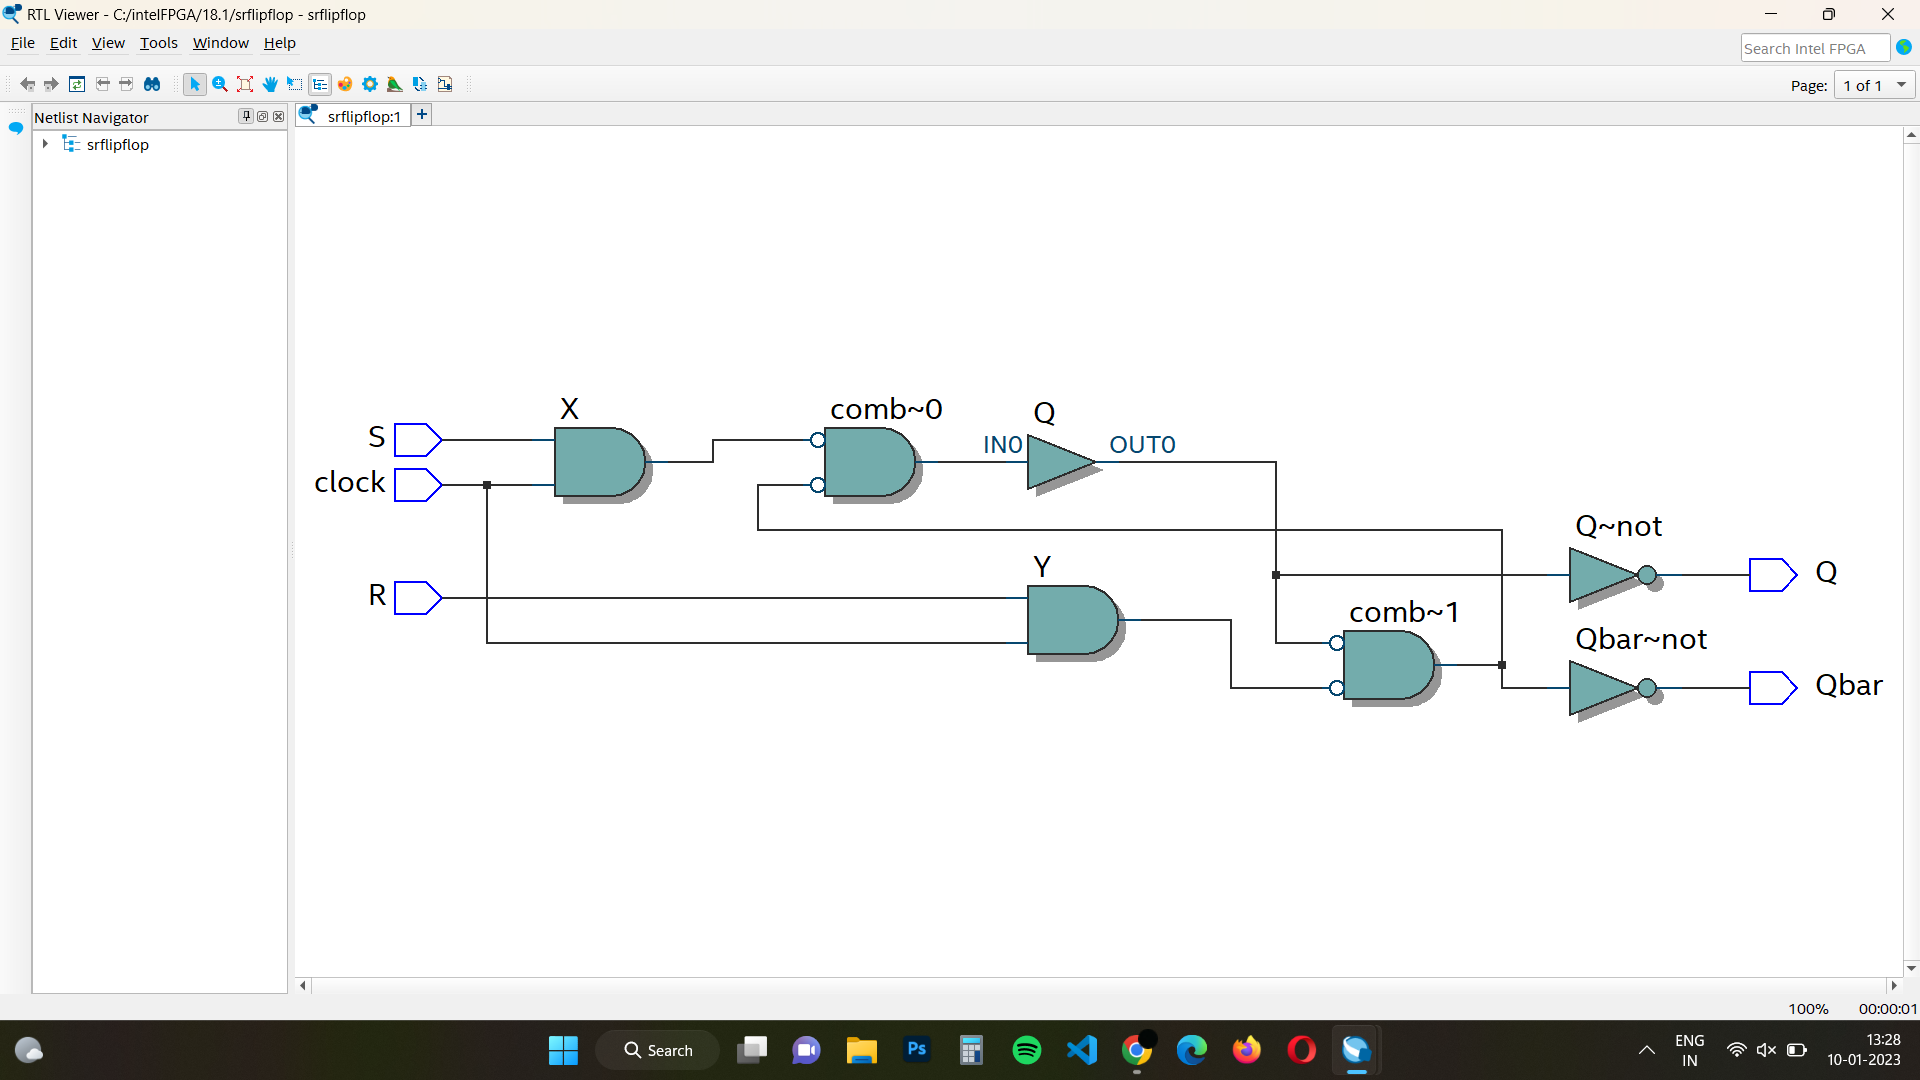 RTL Viewer - C:/intelFPGA/18.1/srflipflop - srflipflop
File Edit View Tools Window Help
Search Intel FPGA
Page: 1 of 1
Netlist Navigator
srflipflop:1
srflipflop
X
comb~0
Q
S
IN0
OUT0
clock
Q~not
Y
Q
R
comb~1
Qbar~not
Qbar
100% 00:00:01
Search
Ps
ENG
IN
13:28
10-01-2023